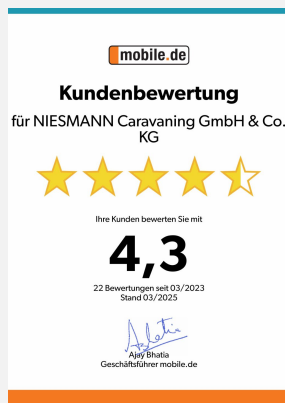 mobile.de
Kundenbewertung
für NIESMANN Caravaning GmbH & Co.
KG
Ihre Kunden bewerten Sie mit
4,3
22 Bewertungen seit 03/2023
Stand 03/2025
Ajay Bhatia
Geschäftsführer mobile.de